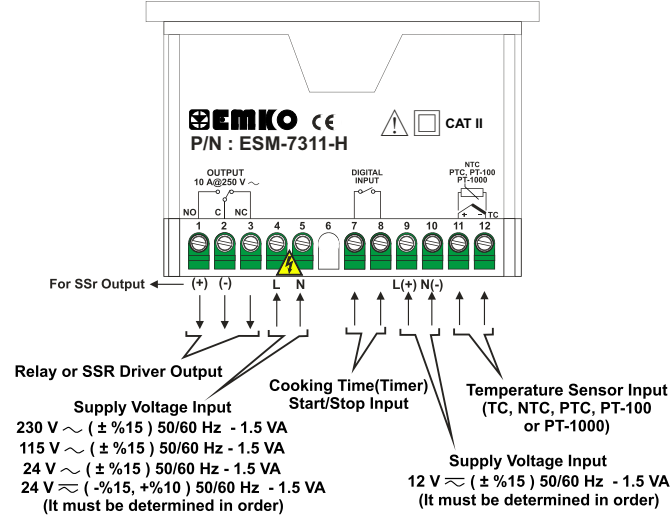 EMKO CE
CAT II
P/N : ESM-7311-H
OUTPUT
10 A@250 V ~
DIGITAL
INPUT
NTC
PTC, PT-100
PT-1000
NO C NC
+ - TC
1 2 3 4 5 6 7 8 9 10 11 12
For SSr Output (+) (-) L N L(+) N(-)
Relay or SSR Driver Output
Supply Voltage Input
230 V ~ ( ± %15 ) 50/60 Hz - 1.5 VA
115 V ~ ( ± %15 ) 50/60 Hz - 1.5 VA
24 V ~ ( ± %15 ) 50/60 Hz - 1.5 VA
24 V ⎓ ( -%15, +%10 ) 50/60 Hz - 1.5 VA
(It must be determined in order)
Cooking Time(Timer)
Start/Stop Input
Temperature Sensor Input
(TC, NTC, PTC, PT-100
or PT-1000)
Supply Voltage Input
12 V ⎓ ( ± %15 ) 50/60 Hz - 1.5 VA
(It must be determined in order)